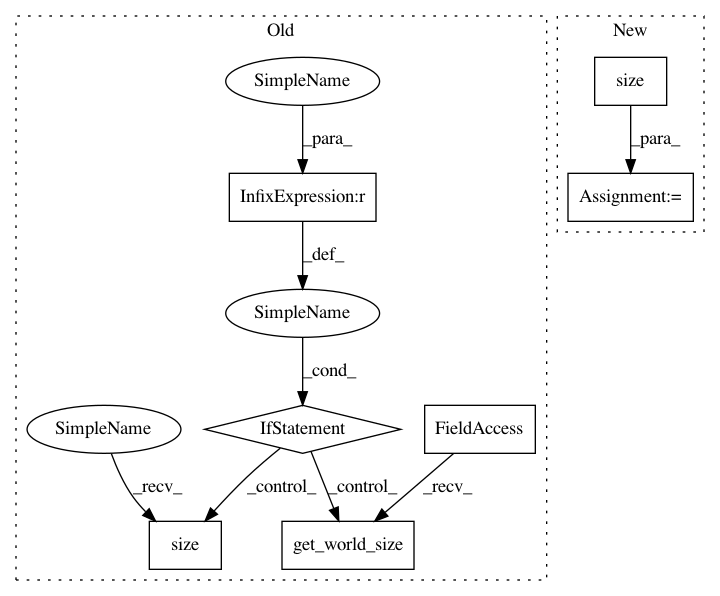 Old
New
SimpleName
size
_para_
_para_
InfixExpression:r
Assignment:=
_def_
SimpleName
_cond_
SimpleName
IfStatement
FieldAccess
_recv_
_control_
_control_
_recv_
size
get_world_size